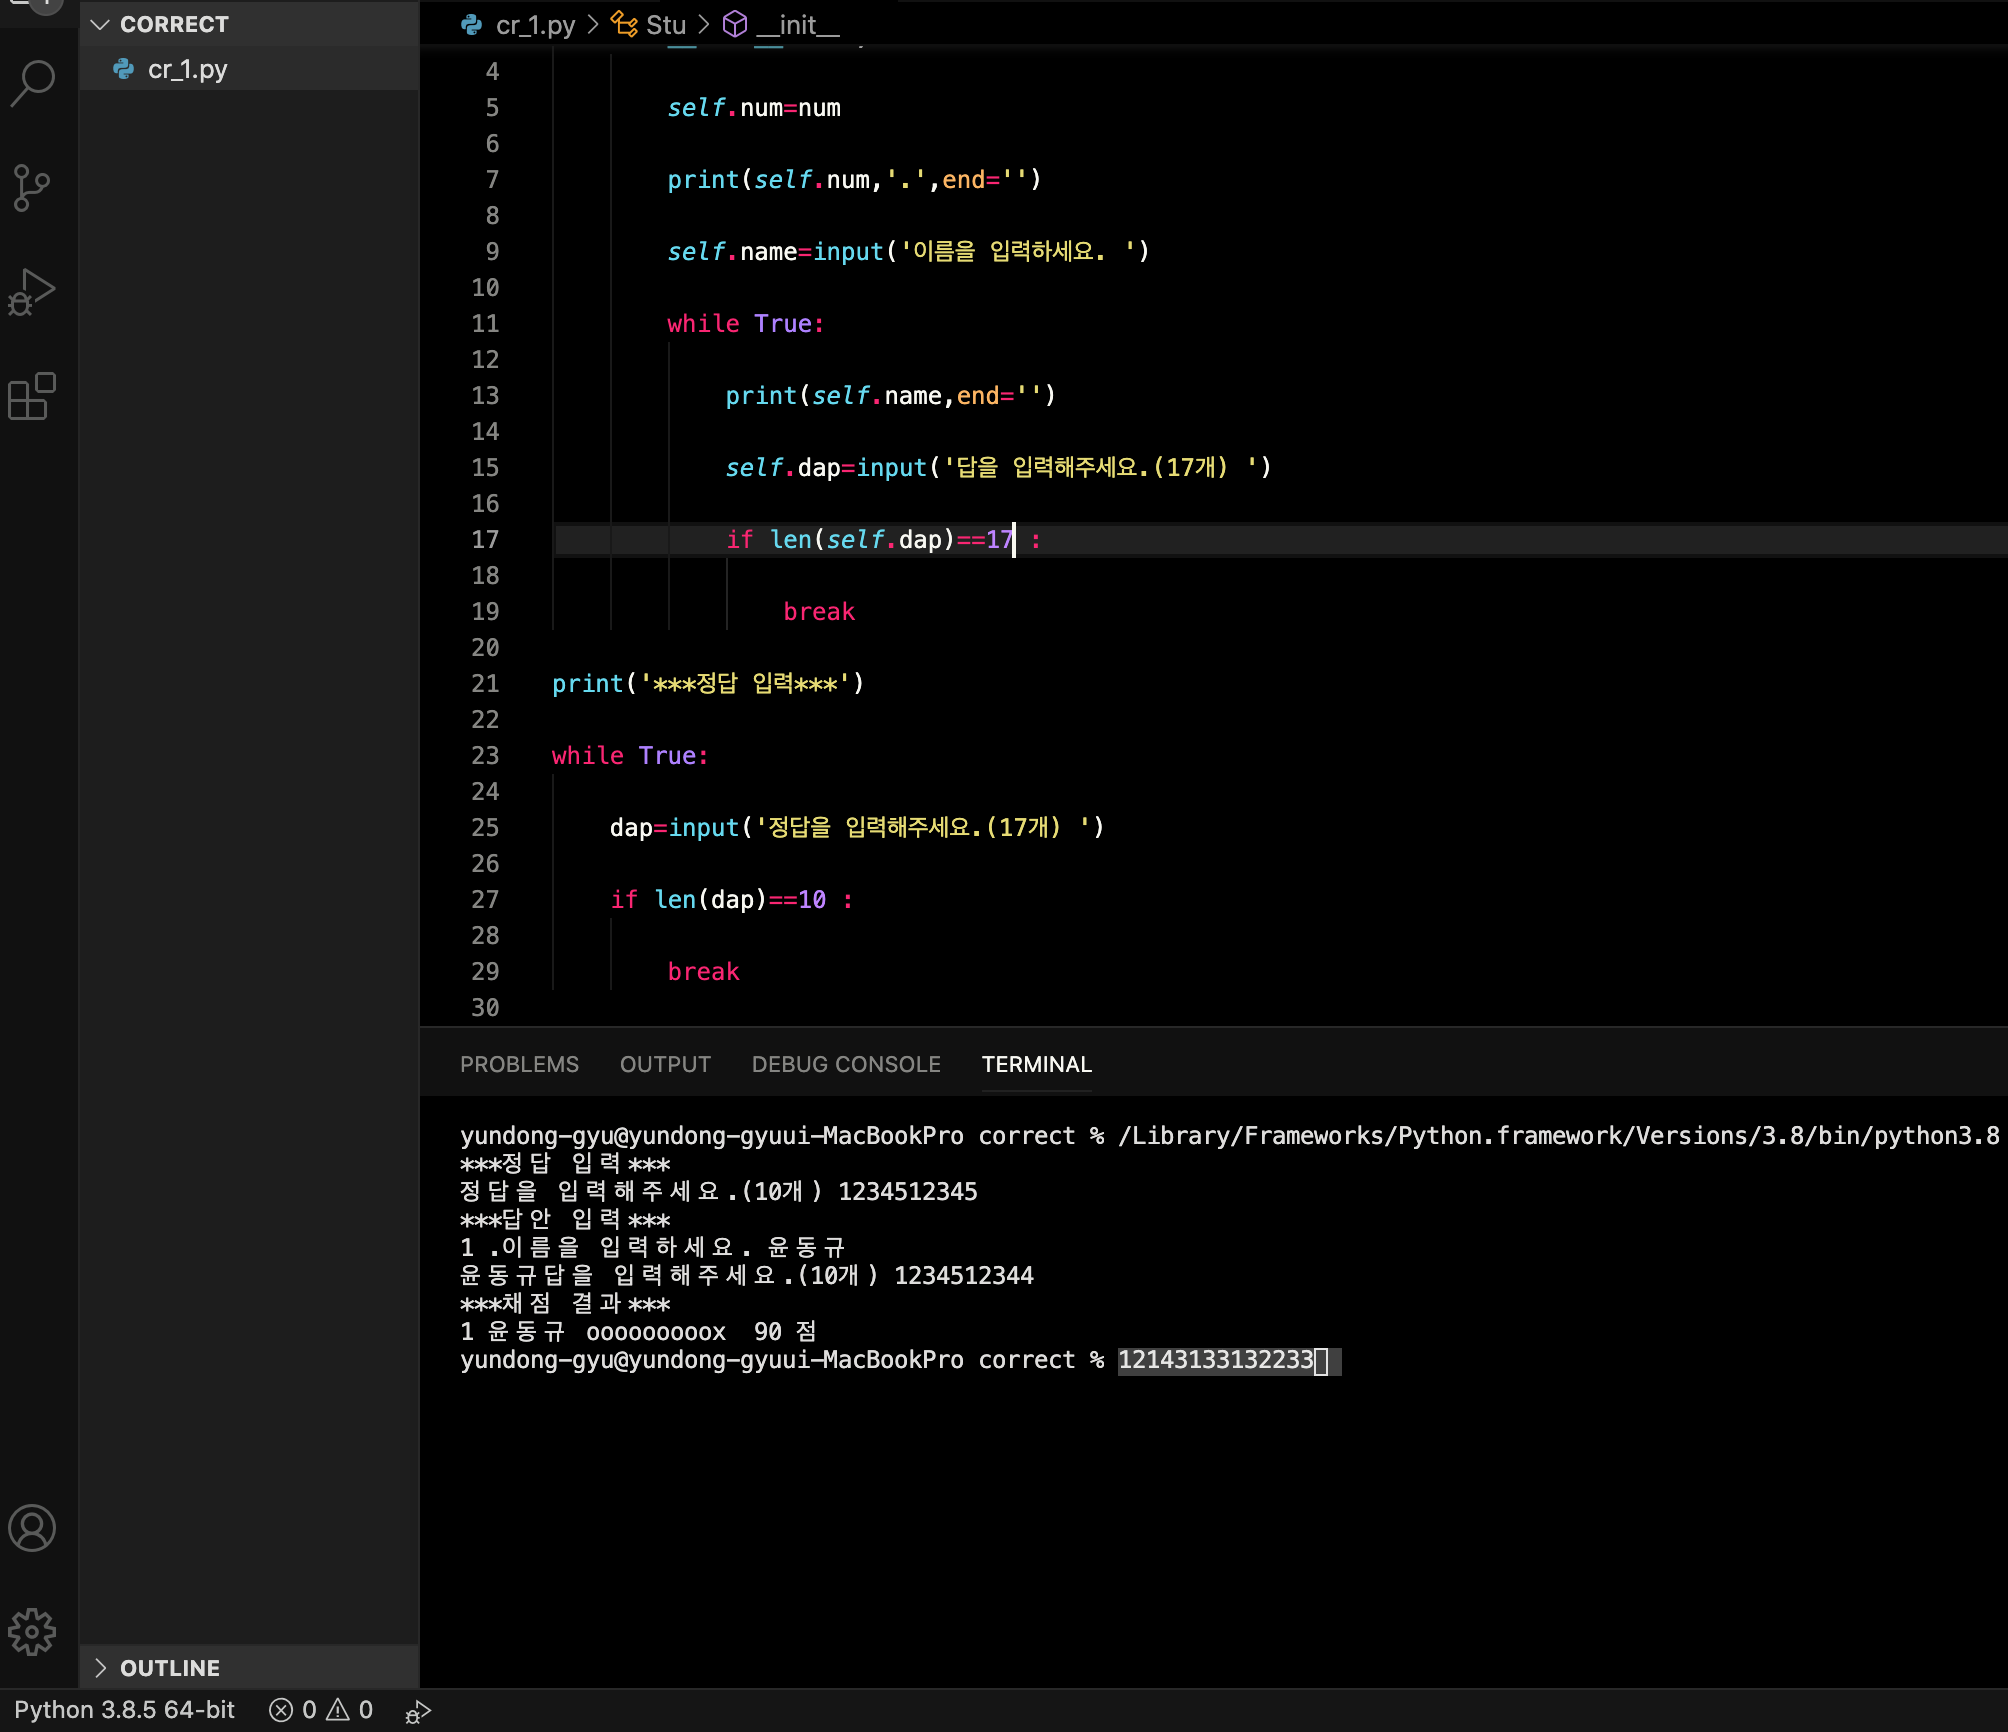 CORRECT
cr_1.py
cr_1.py > Stu > __init__
4
5 self.num=num
6
7 print(self.num,'.',end='')
8
9 self.name=input('이름을 입력하세요. ')
10
11 while True:
12
13 print(self.name,end='')
14
15 self.dap=input('답을 입력해주세요.(17개) ')
16
17 if len(self.dap)==17 :
18
19 break
20
21 print('***정답 입력***')
22
23 while True:
24
25 dap=input('정답을 입력해주세요.(17개) ')
26
27 if len(dap)==10 :
28
29 break
30
PROBLEMS OUTPUT DEBUG CONSOLE TERMINAL
yundong-gyu@yundong-gyuui-MacBookPro correct % /Library/Frameworks/Python.framework/Versions/3.8/bin/python3.8
***정답 입력***
정답을 입력해주세요.(10개) 1234512345
***답안 입력***
1 .이름을 입력하세요. 윤동규
윤동규답을 입력해주세요.(10개) 1234512344
***채점 결과***
1 윤동규 ooooooooox  90 점
yundong-gyu@yundong-gyuui-MacBookPro correct % 12143133132233
OUTLINE
Python 3.8.5 64-bit 0 0